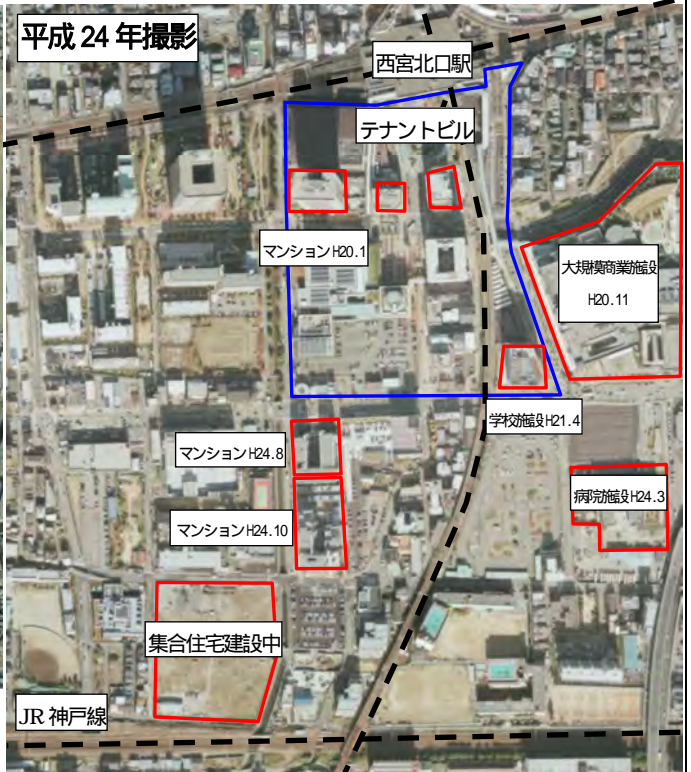 平成24年撮影
西宮北口駅
テナントビル
マンションH20.1
大規模商業施設
H20.11
学校施設H21.4
マンションH24.8
病院施設H24.3
マンションH24.10
集合住宅建設中
JR神戸線